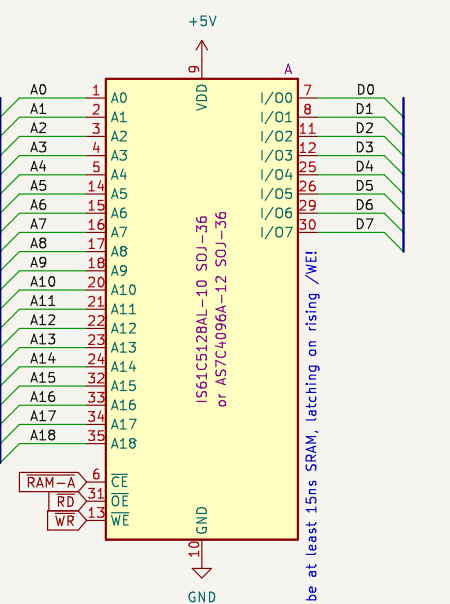 +5V
9
VDD
A
A0 1 A0 I/O0 7 D0
A1 2 A1 I/O1 8 D1
A2 3 A2 I/O2 11 D2
A3 4 A3 I/O3 12 D3
A4 5 A4 I/O4 25 D4
A5 14 A5 I/O5 26 D5
A6 15 A6 I/O6 29 D6
A7 16 A7 I/O7 30 D7
A8 17 A8
A9 18 A9
A10 20 A10
A11 21 A11
A12 22 A12
A13 23 A13
A14 24 A14
A15 32 A15
A16 33 A16
A17 34 A17
A18 35 A18
IS61C5128AL-10 SOJ-36
or AS7C4096A-12 SOJ-36
be at least 15ns SRAM, latching on rising /WE!
RAM-A 6 CE
RD 31 OE
WR 13 WE
GND
10
GND